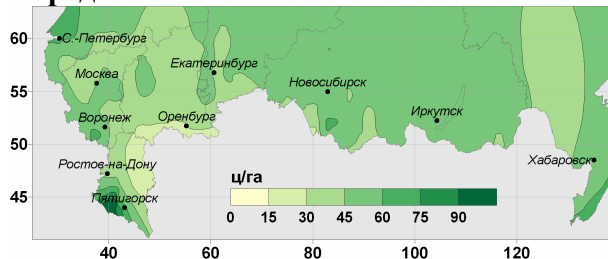 60
С.-Петербург
Екатеринбург
Москва
Новосибирск
55
Иркутск
Воронеж
Оренбург
50
Хабаровск
Ростов-на-Дону
ц/га
45
Пятигорск
0 15 30 45 60 75 90
40 60 80 100 120